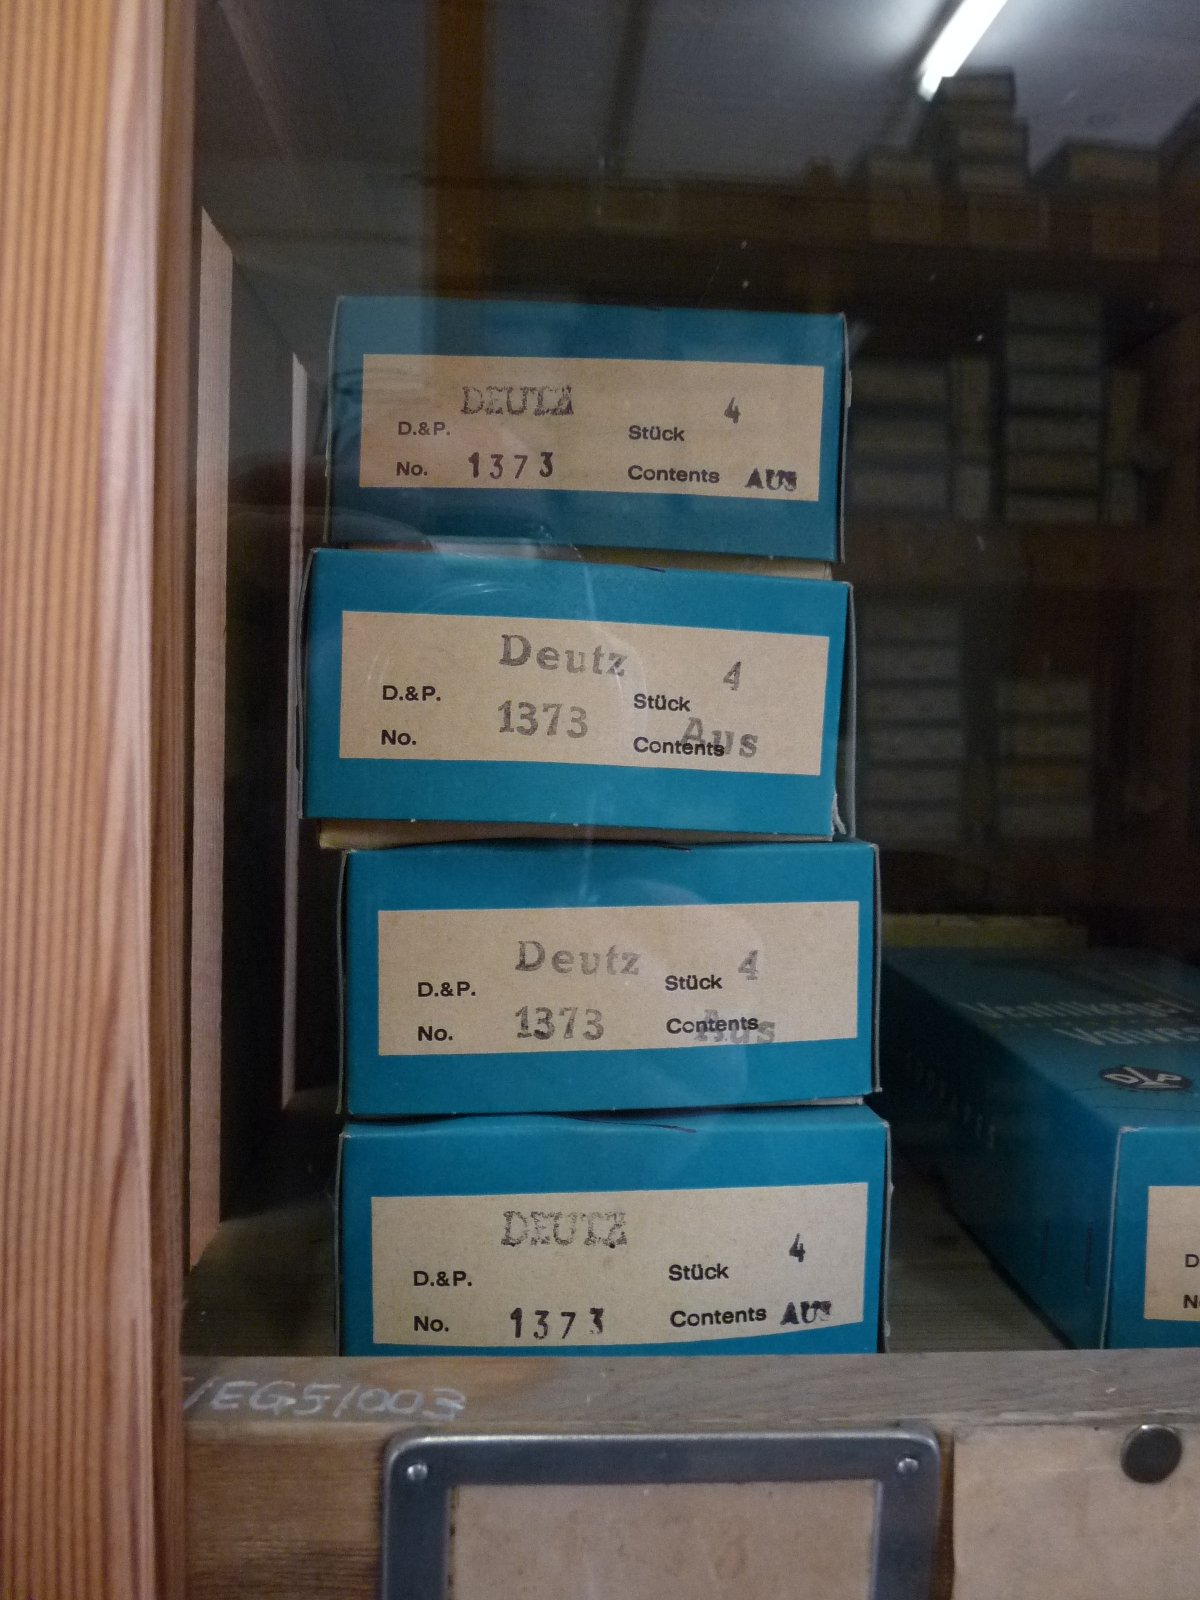 DEUTZ
4
D.&P. Stück
No. 1373 Contents AUS
Deutz
4
D.&P. Stück
No. 1373 Contents Aus
Deutz
4
D.&P. Stück
No. 1373 Contents Aus
DEUTZ
4
D.&P. Stück
No. 1373 Contents AUS
/EG5/003